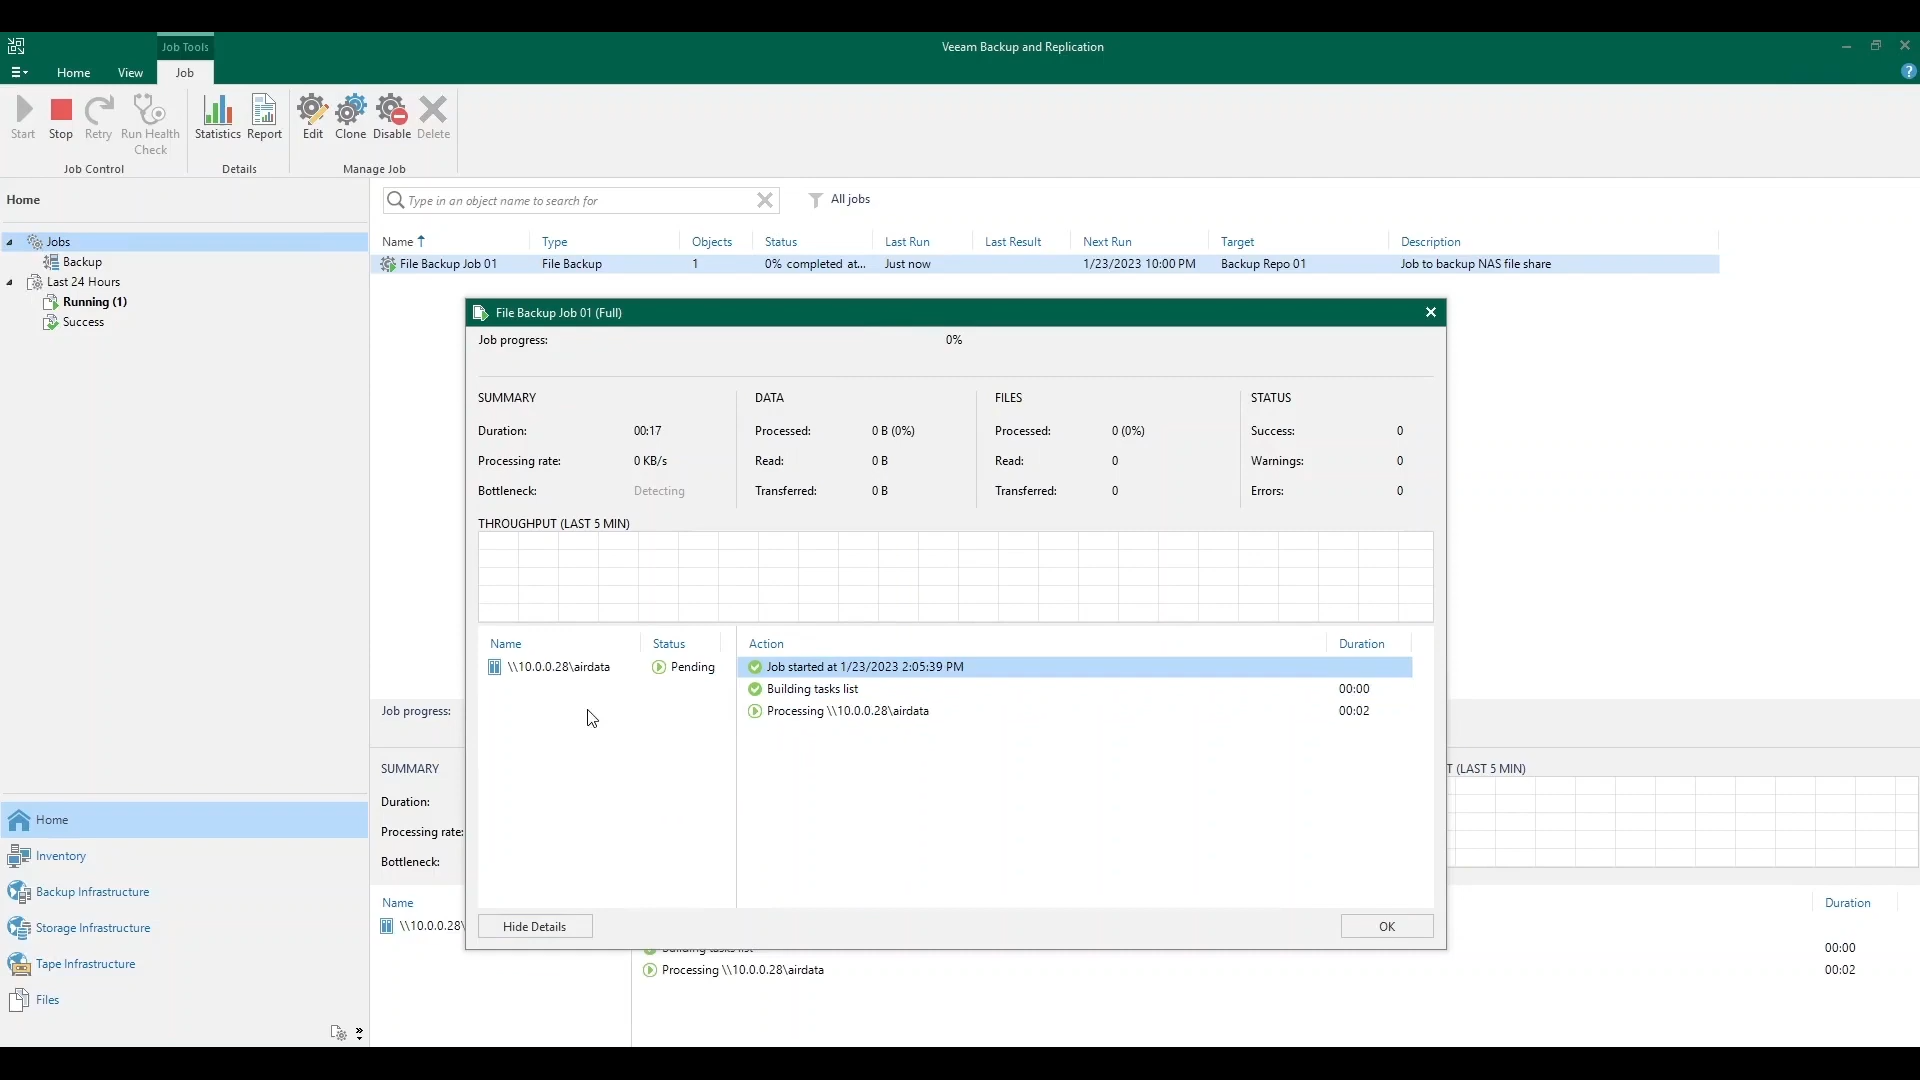 Job Tools
Veeam Backup and Replication
Home View Job
Start Stop Retry Run Health Check Statistics Report Edit Clone Disable Delete
Job Control Details Manage Job
Home
Type in an object name to search for All jobs
Jobs
Backup
Last 24 Hours
Running (1)
Success
Name Type Objects Status Last Run Last Result Next Run Target Description
File Backup Job 01 File Backup 1 0% completed at... Just now 1/23/2023 10:00 PM Backup Repo 01 Job to backup NAS file share
File Backup Job 01 (Full)
Job progress: 0%
SUMMARY DATA FILES STATUS
Duration: 00:17 Processed: 0 B (0%) Processed: 0 (0%) Success: 0
Processing rate: 0 KB/s Read: 0 B Read: 0 Warnings: 0
Bottleneck: Detecting Transferred: 0 B Transferred: 0 Errors: 0
THROUGHPUT (LAST 5 MIN)
Name Status Action Duration
\\10.0.0.28\airdata Pending Job started at 1/23/2023 2:05:39 PM
Building tasks list 00:00
Processing \\10.0.0.28\airdata 00:02
Hide Details OK
Job progress:
SUMMARY T (LAST 5 MIN)
Duration:
Processing rate:
Bottleneck:
Name Duration
\\10.0.0.28\
Building tasks list 00:00
Processing \\10.0.0.28\airdata 00:02
Home
Inventory
Backup Infrastructure
Storage Infrastructure
Tape Infrastructure
Files